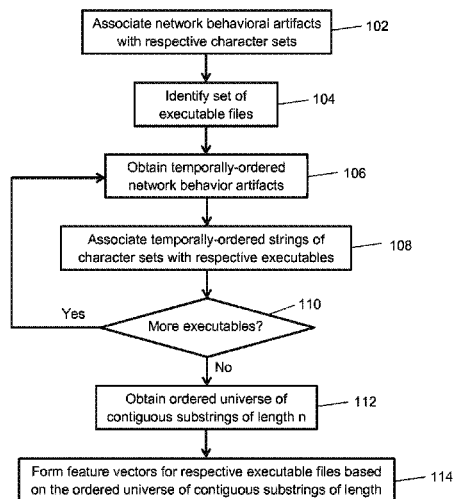 Associate network behavioral artifacts
with respective character sets
102
Identify set of
executable files
104
Obtain temporally-ordered
network behavior artifacts
106
Associate temporally-ordered strings of
character sets with respective executables
108
110
Yes
More executables?
No
Obtain ordered universe of
contiguous substrings of length n
112
Form feature vectors for respective executable files based
on the ordered universe of contiguous substrings of length
114